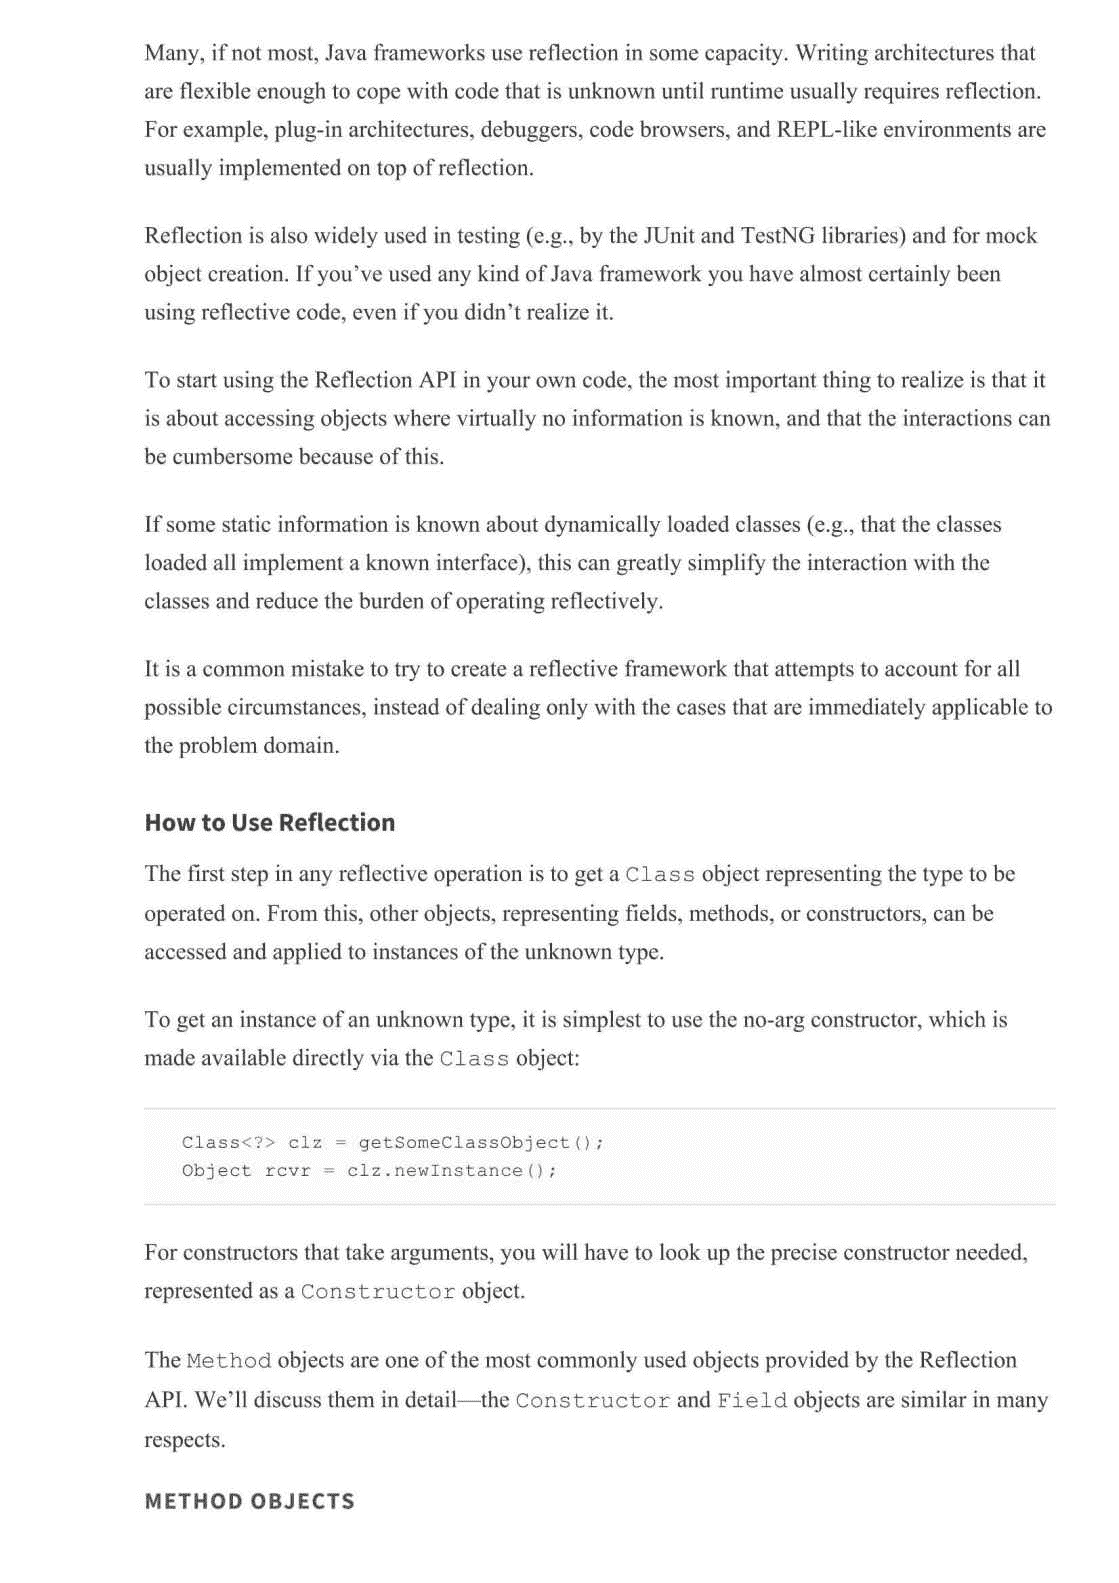 Many, if not most, Java frameworks use reflection in some capacity. Writing architectures that
are flexible enough to cope with code that is unknown until runtime usually requires reflection.
For example, plug-in architectures, debuggers, code browsers, and REPL-like environments are
usually implemented on top of reflection.
Reflection is also widely used in testing (e.g., by the JUnit and TestNG libraries) and for mock
object creation. If you’ve used any kind of Java framework you have almost certainly been
using reflective code, even if you didn’t realize it.
To start using the Reflection API in your own code, the most important thing to realize is that it
is about accessing objects where virtually no information is known, and that the interactions can
be cumbersome because of this.
If some static information is known about dynamically loaded classes (e.g., that the classes
loaded all implement a known interface), this can greatly simplify the interaction with the
classes and reduce the burden of operating reflectively.
It is a common mistake to try to create a reflective framework that attempts to account for all
possible circumstances, instead of dealing only with the cases that are immediately applicable to
the problem domain.
How to Use Reflection
The first step in any reflective operation is to get a Class object representing the type to be
operated on. From this, other objects, representing fields, methods, or constructors, can be
accessed and applied to instances of the unknown type.
To get an instance of an unknown type, it is simplest to use the no-arg constructor, which is
made available directly via the Class object:
Class<?> clz = getSomeClassObject();
Object rcvr = clz.newInstance();
For constructors that take arguments, you will have to look up the precise constructor needed,
represented as a Constructor object.
The Method objects are one of the most commonly used objects provided by the Reflection
API. We’ll discuss them in detail—the Constructor and Field objects are similar in many
respects.
METHOD OBJECTS